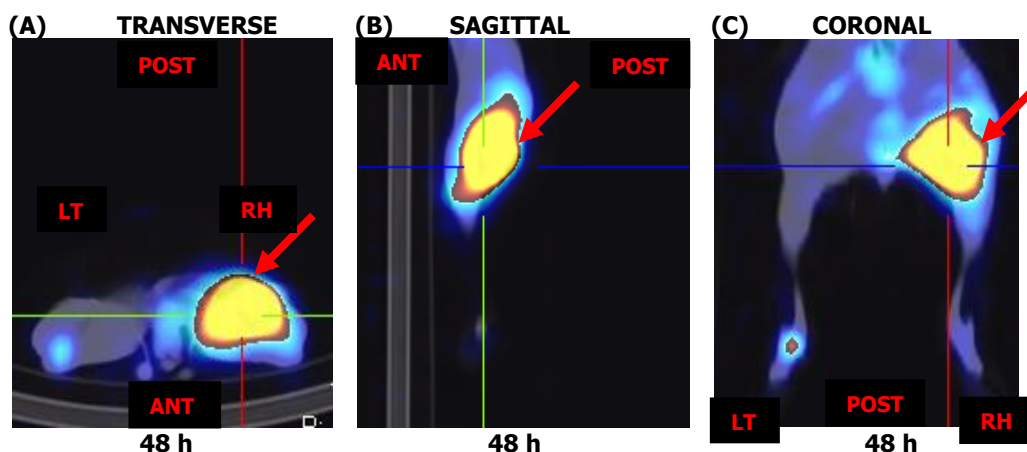 (A) TRANSVERSE
POST
LT
RH
ANT
48 h
(B) SAGITTAL
ANT
POST
48 h
(C) CORONAL
LT
POST
RH
48 h